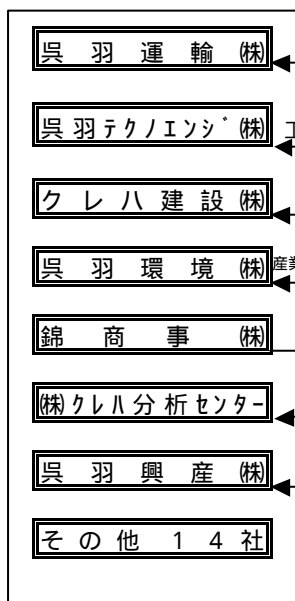 呉羽運輸㈱
呉羽ﾃｸﾉｴﾝｼﾞ㈱
クレハ建設㈱
呉羽環境㈱
産業
錦商事㈱
㈱ｸﾚﾊ分析ｾﾝﾀｰ
呉羽興産㈱
その他14社